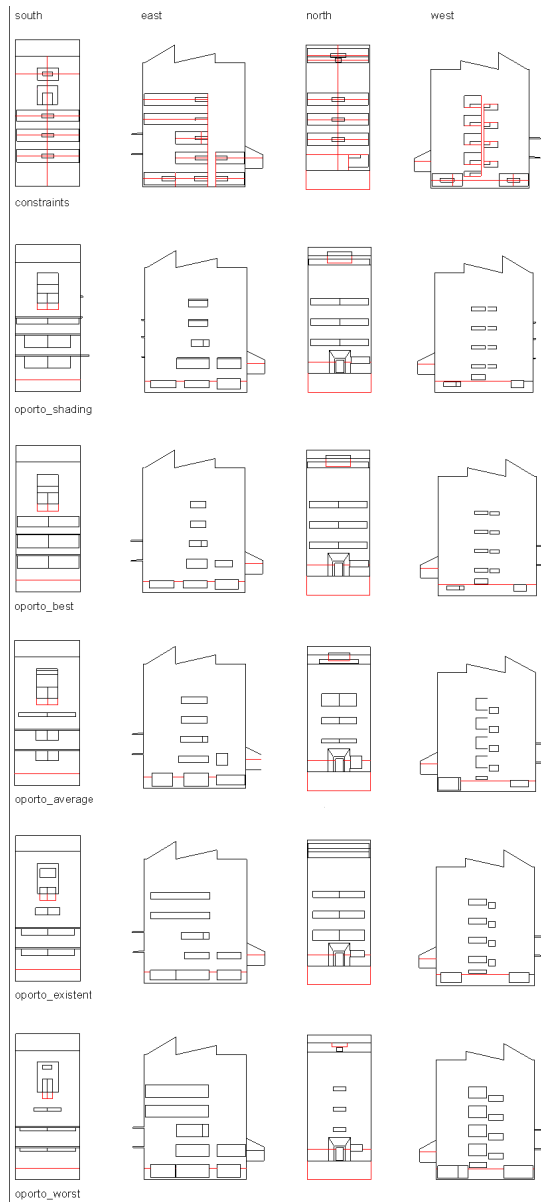 south east north west
constraints
oporto_shading
oporto_best
oporto_average
oporto_existent
oporto_worst